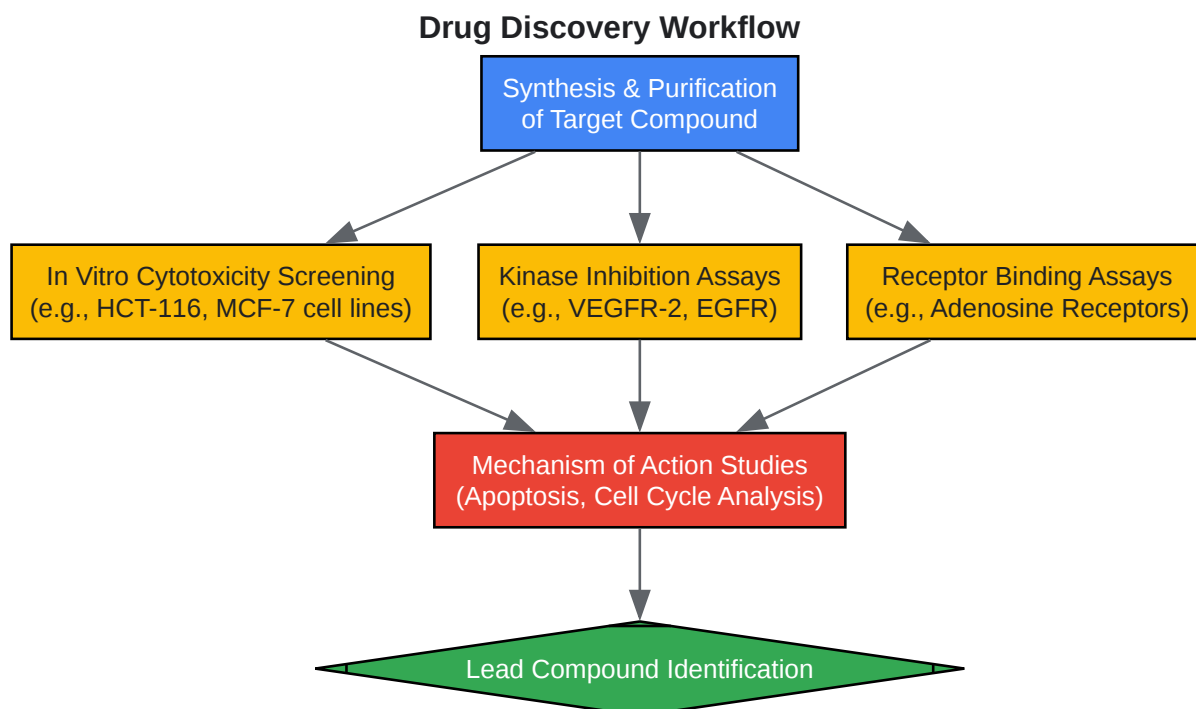 Drug Discovery Workflow
Synthesis & Purification
of Target Compound
In Vitro Cytotoxicity Screening
(e.g., HCT-116, MCF-7 cell lines)
Kinase Inhibition Assays
(e.g., VEGFR-2, EGFR)
Receptor Binding Assays
(e.g., Adenosine Receptors)
Mechanism of Action Studies
(Apoptosis, Cell Cycle Analysis)
Lead Compound Identification